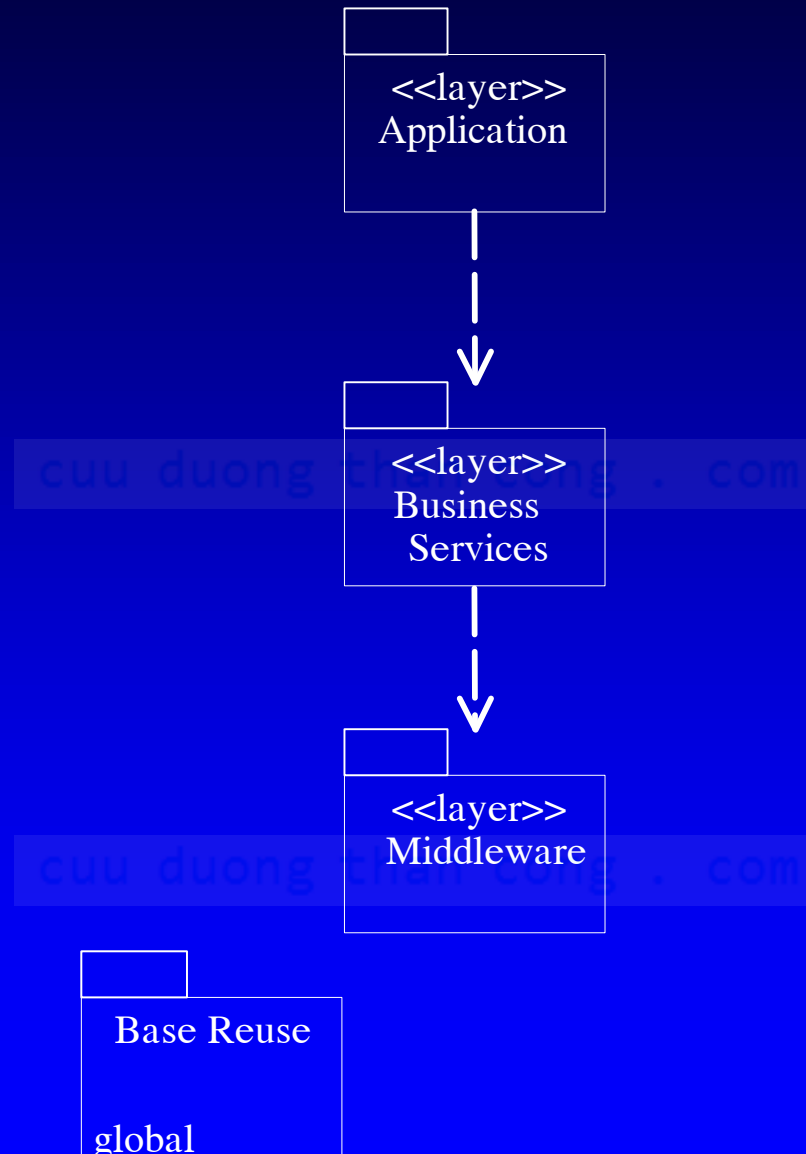 <<layer>>
Application
<<layer>>
Business
Services
<<layer>>
Middleware
Base Reuse
global
cuu duong than cong . com
cuu duong than cong . com